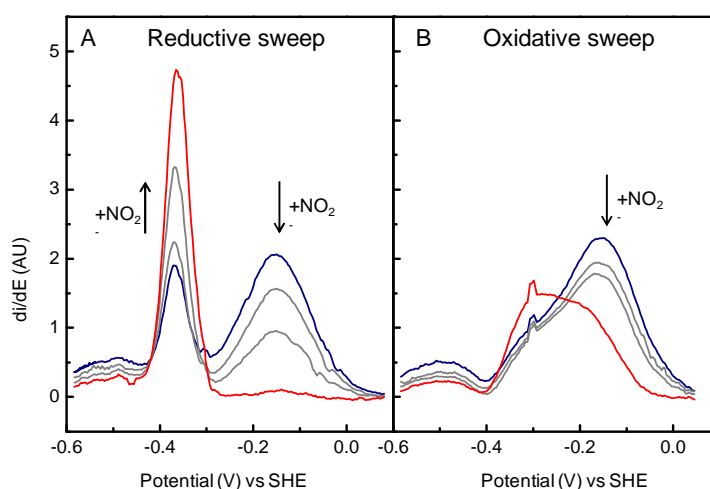 A Reductive sweep
B Oxidative sweep
5
4
3
2
1
0
di/dE (AU)
+NO2
-
+NO2
-
+NO2
-
-0.6 -0.4 -0.2 0.0
-0.6 -0.4 -0.2 0.0
Potential (V) vs SHE
Potential (V) vs SHE